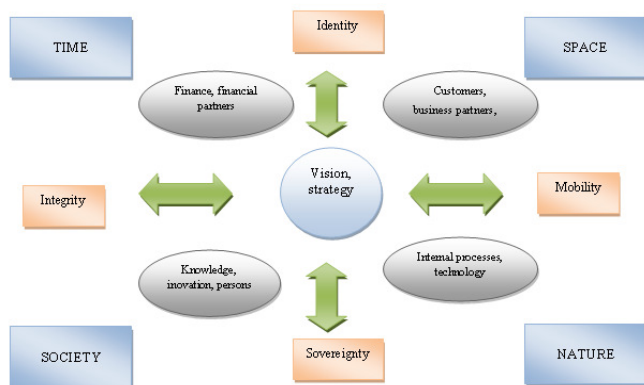 Identity
TIME
SPACE
Finance, financial
partners
Customers,
business partners,
Vision,
strategy
Integrity
Mobility
Knowledge,
inovation, persons
Internal processes,
technology
SOCIETY
Sovereignty
NATURE